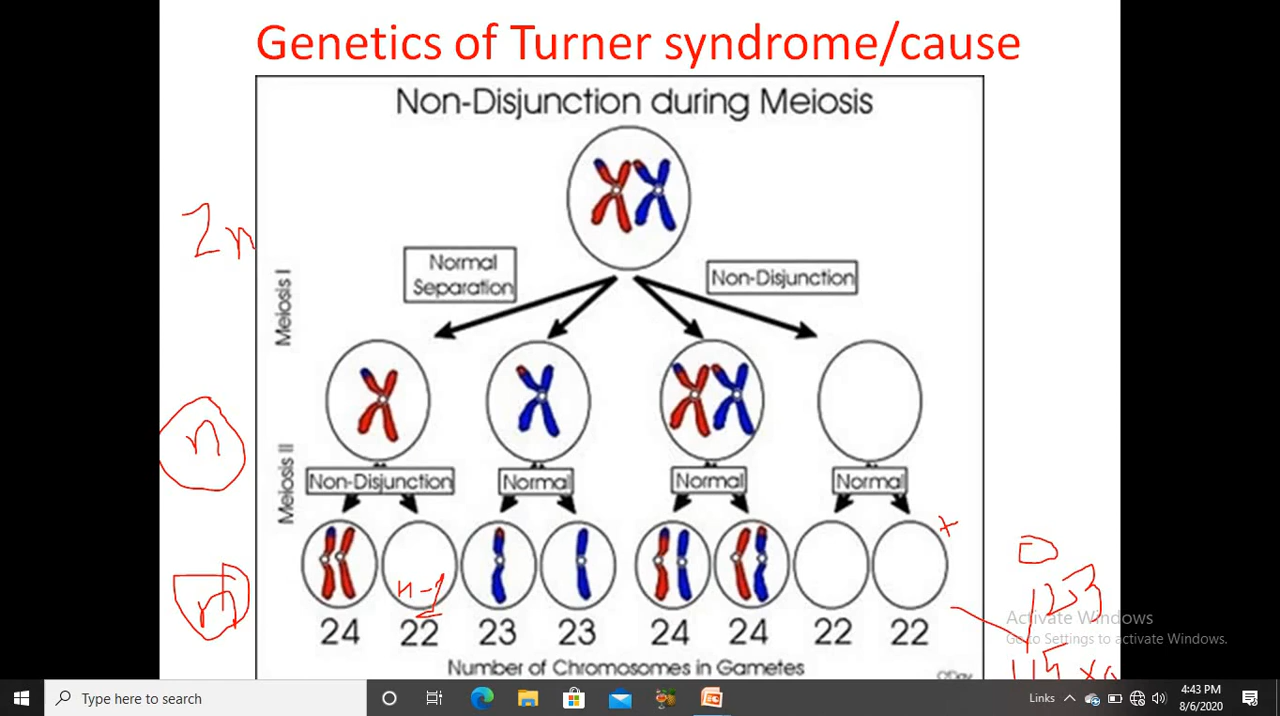 Genetics of Turner syndrome/cause
Non-Disjunction during Meiosis
2n
Normal
Separation
Non-Disjunction
Meiosis I
n
Meiosis II
Non-Disjunction
Normal
Normal
Normal
n-1
24
22
23
23
24
24
22
22
Number of Chromosomes in Gametes
Activate Windows
Go to Settings to activate Windows.
Type here to search
Links
4:43 PM
8/6/2020